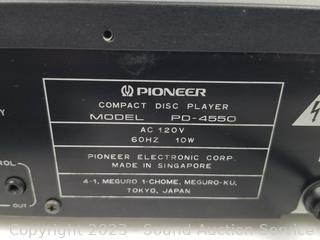 PIONEER
COMPACT DISC PLAYER
MODEL PD-4550
AC 120V
60HZ 10W
PIONEER ELECTRONIC CORP.
MADE IN SINGAPORE
4-1, MEGURO 1-CHOME, MEGURO-KU,
TOKYO, JAPAN
OUT
Copyright 2023 - Sound Auction Service